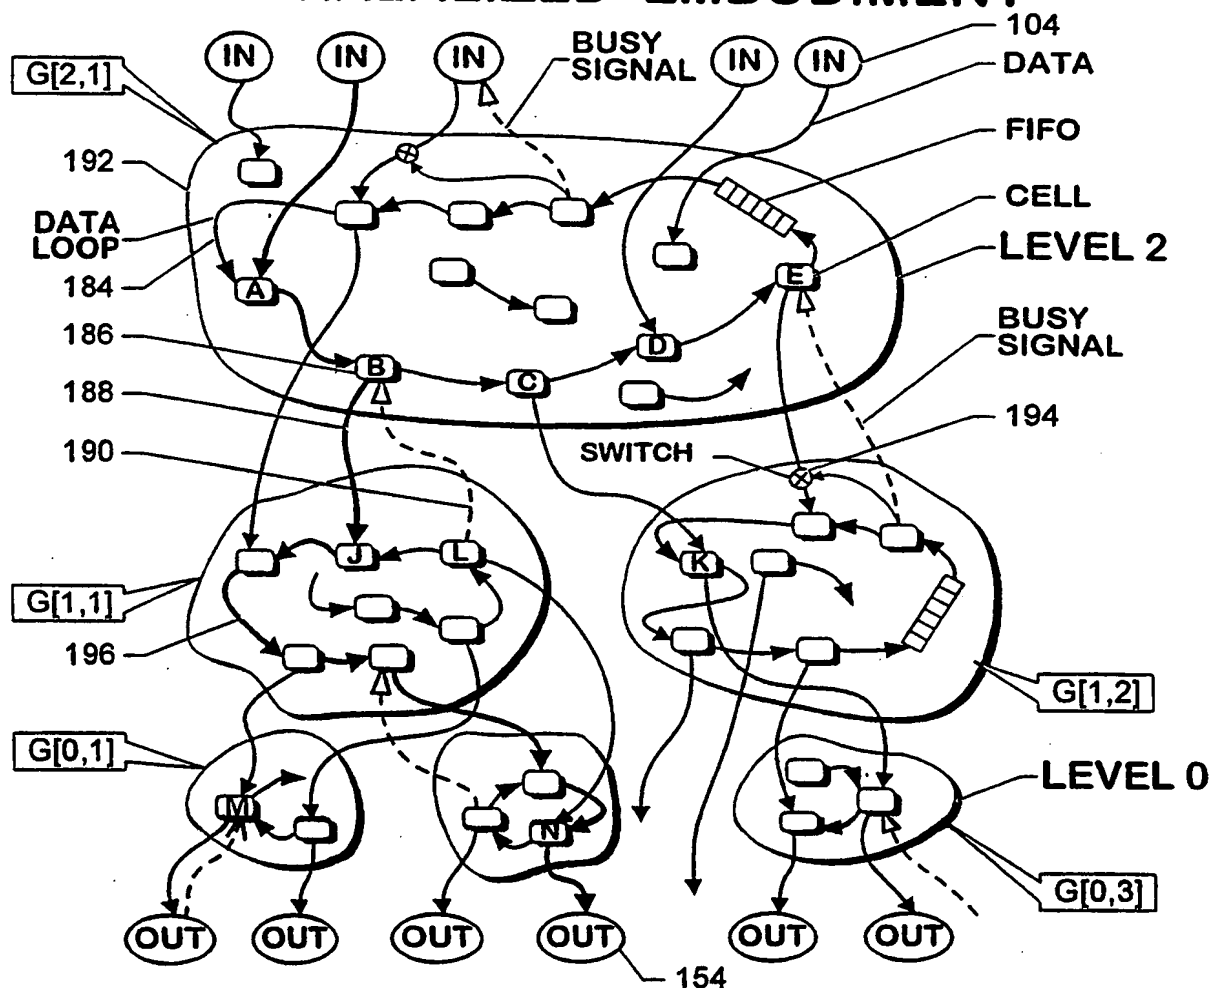 EMBODIMENT
104
IN IN IN BUSY SIGNAL IN IN
DATA
G[2,1]
FIFO
192
CELL
DATA LOOP
LEVEL 2
184
A
E
BUSY SIGNAL
186
D
B
C
188
194
190
SWITCH
J
L
K
G[1,1]
196
G[1,2]
G[0,1]
LEVEL 0
M
N
G[0,3]
OUT OUT OUT OUT OUT OUT
154